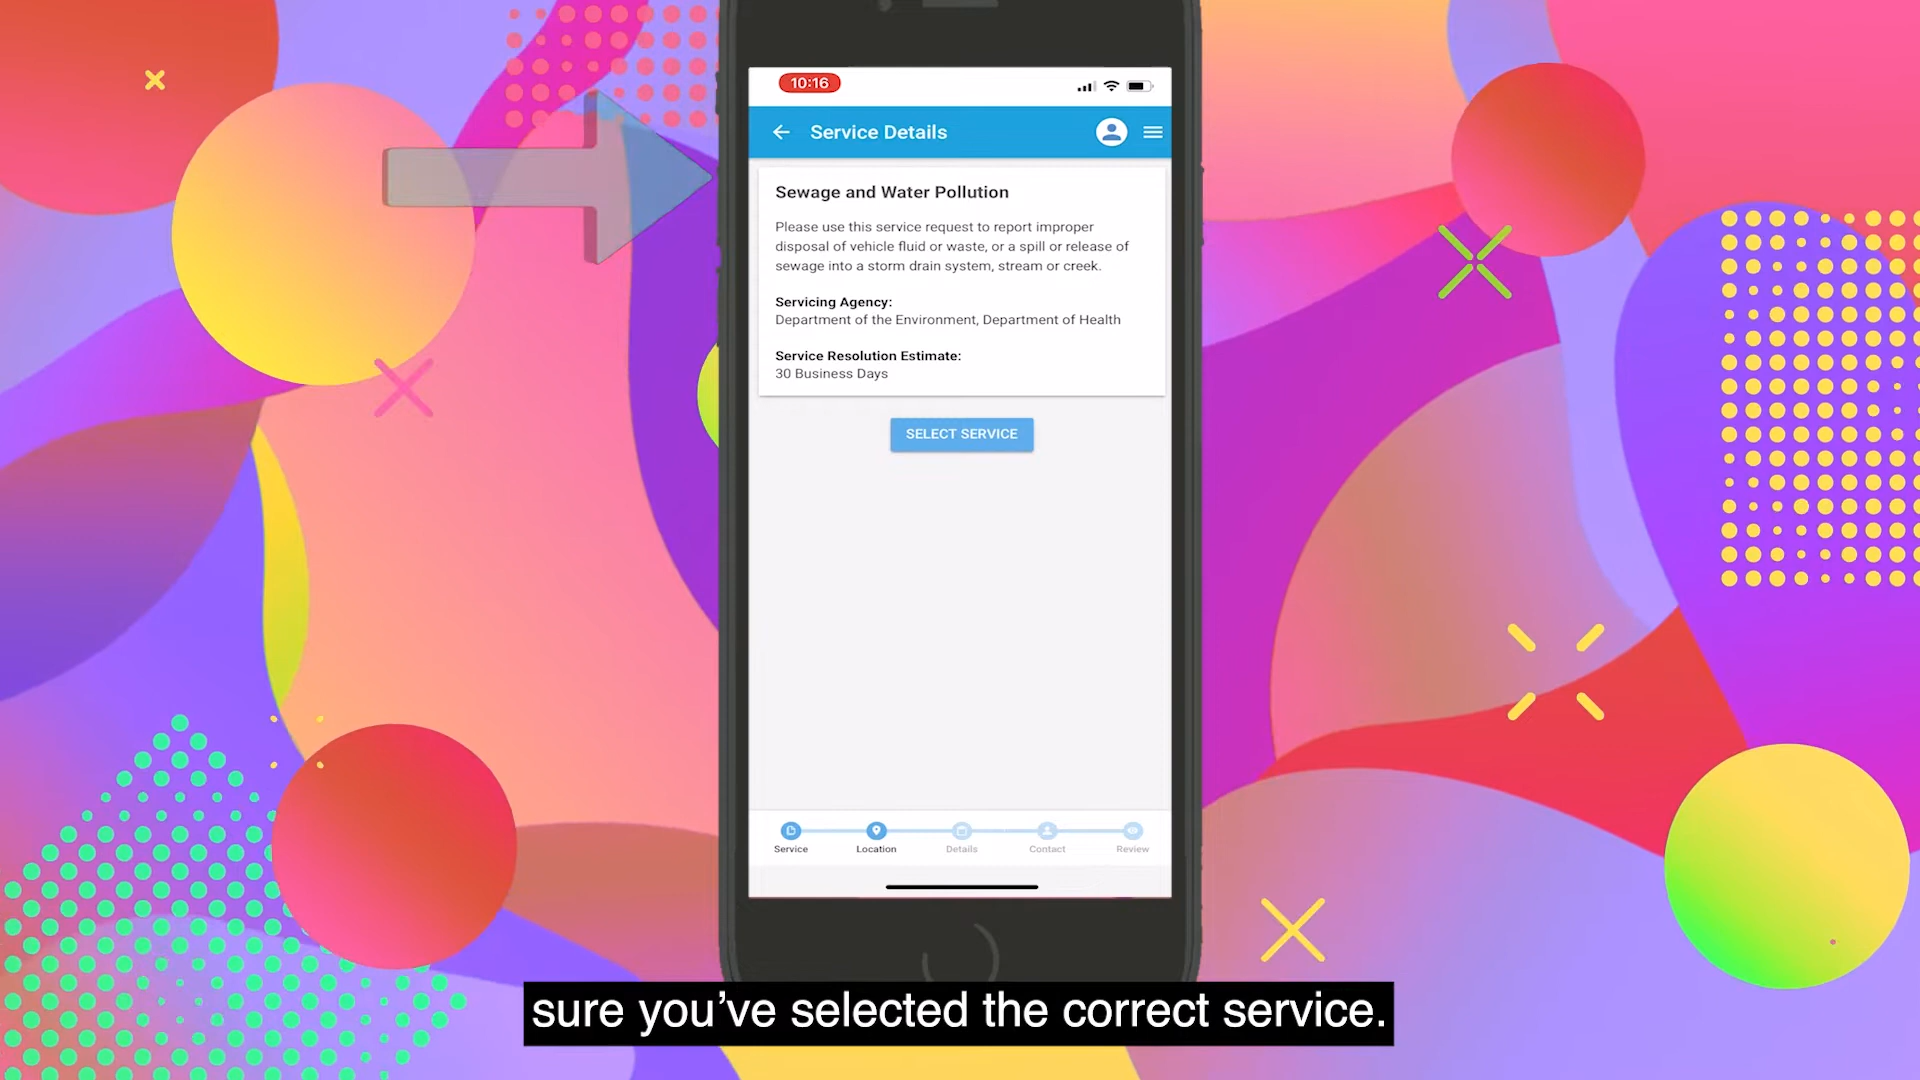 10:16
Service Details
Sewage and Water Pollution
Please use this service request to report improper
disposal of vehicle fluid or waste, or a spill or release of
sewage into a storm drain system, stream or creek.
Servicing Agency:
Department of the Environment, Department of Health
Service Resolution Estimate:
30 Business Days
SELECT SERVICE
Service Location Details Contact Review
sure you've selected the correct service.